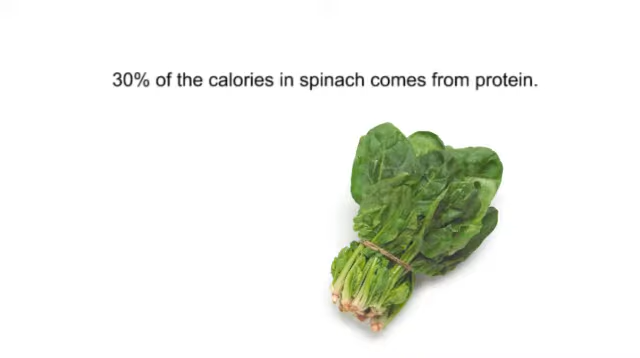 30% of the calories in spinach comes from protein.